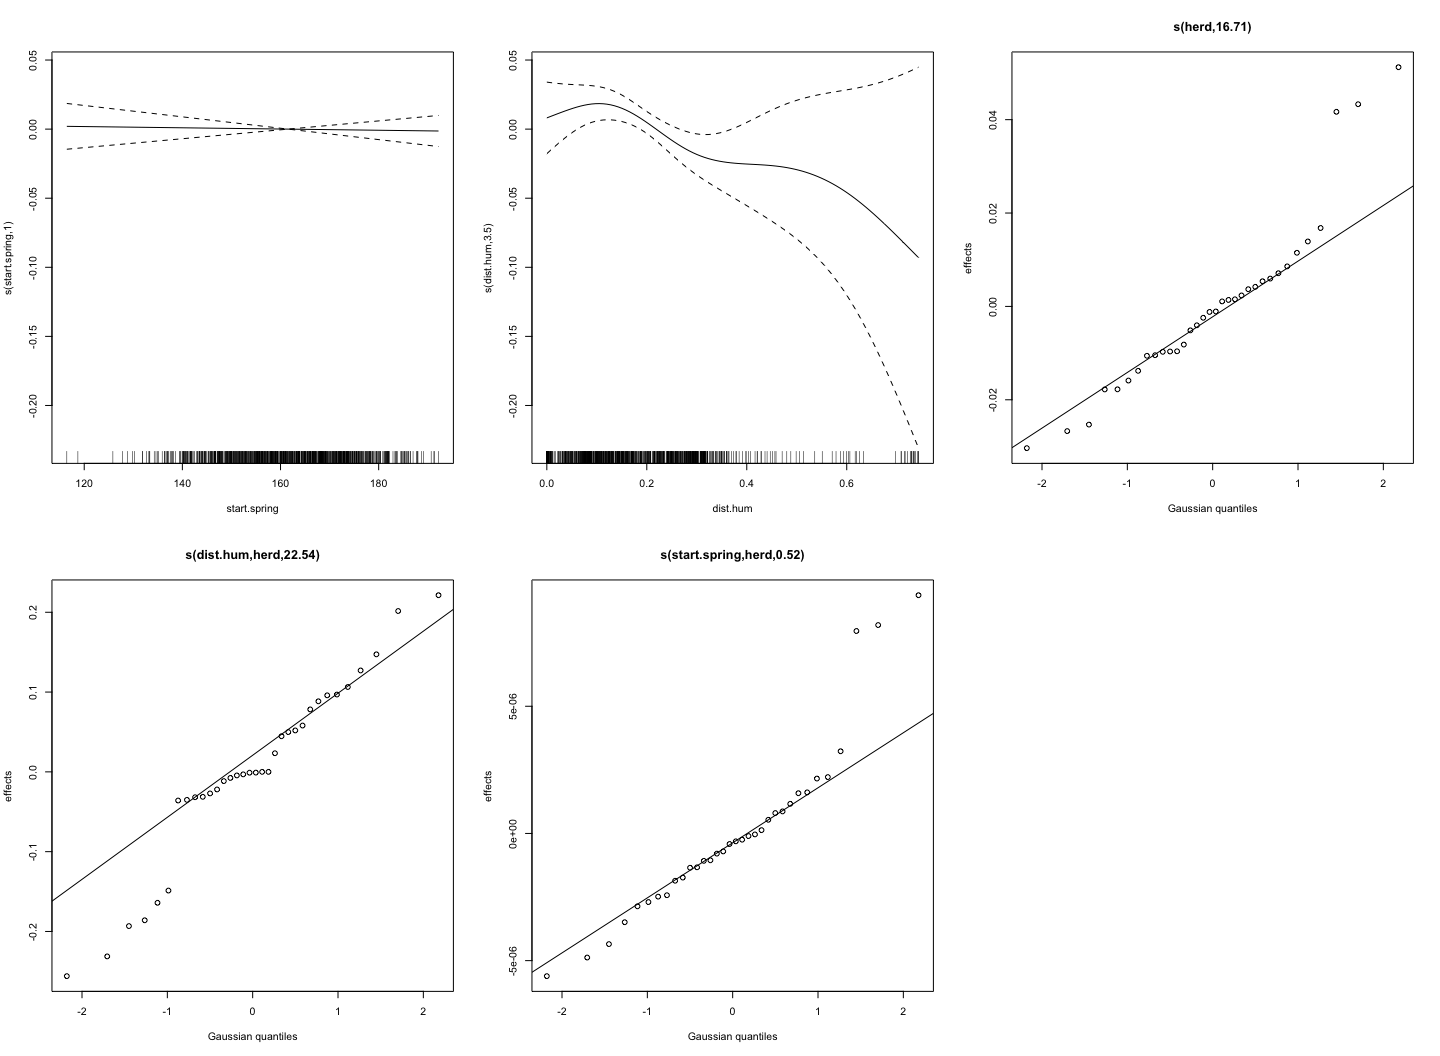 0.05
0.00
-0.05
-0.10
-0.15
-0.20
s(start.spring,1)
120 140 160 180
start.spring
0.05
0.00
-0.05
-0.10
-0.15
-0.20
s(dist.hum,3.5)
0.0 0.2 0.4 0.6
dist.hum
s(herd,16.71)
0.04
0.02
0.00
-0.02
effects
-2 -1 0 1 2
Gaussian quantiles
s(dist.hum,herd,22.54)
0.2
0.1
0.0
-0.1
-0.2
effects
-2 -1 0 1 2
Gaussian quantiles
s(start.spring,herd,0.52)
5e-06
0e+00
-5e-06
effects
-2 -1 0 1 2
Gaussian quantiles